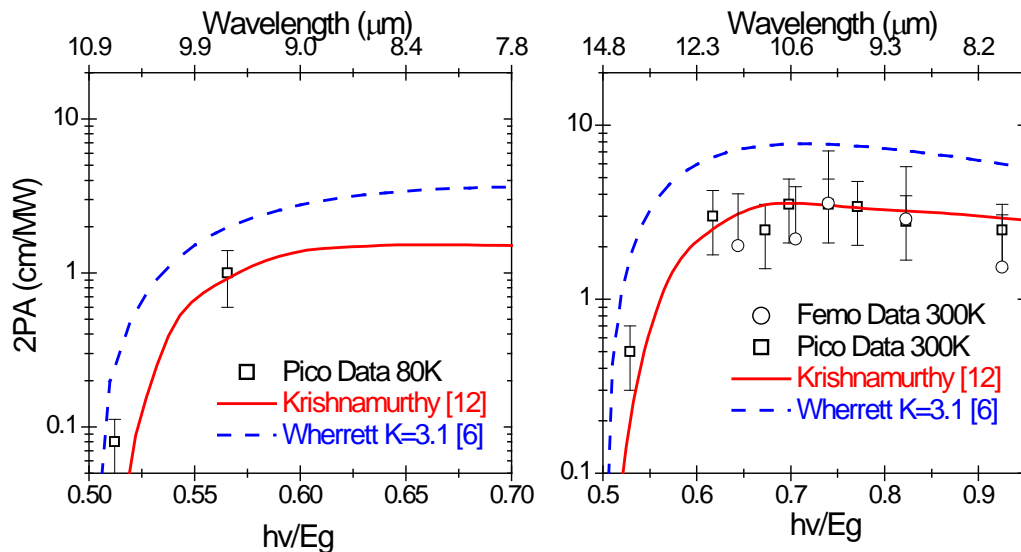 Wavelength (μm)
10.9 9.9 9.0 8.4 7.8
10
1
0.1
2PA (cm/MW)
Pico Data 80K
Krishnamurthy [12]
Wherrett K=3.1 [6]
0.50 0.55 0.60 0.65 0.70
hv/Eg
Wavelength (μm)
14.8 12.3 10.6 9.3 8.2
10
1
0.1
Femo Data 300K
Pico Data 300K
Krishnamurthy [12]
Wherrett K=3.1 [6]
0.5 0.6 0.7 0.8 0.9
hv/Eg